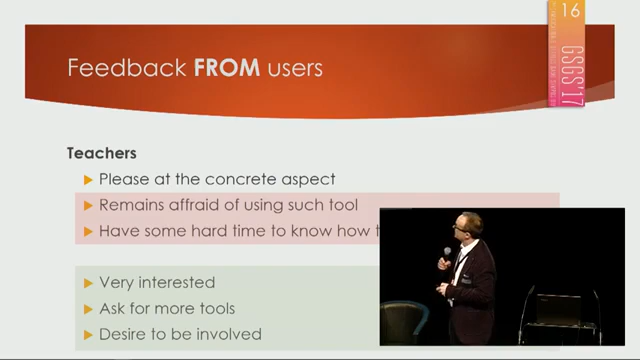 16
Feedback FROM users
GSGS'17
Teachers
Please at the concrete aspect
Remains affraid of using such tool
Have some hard time to know how
Very interested
Ask for more tools
Desire to be involved